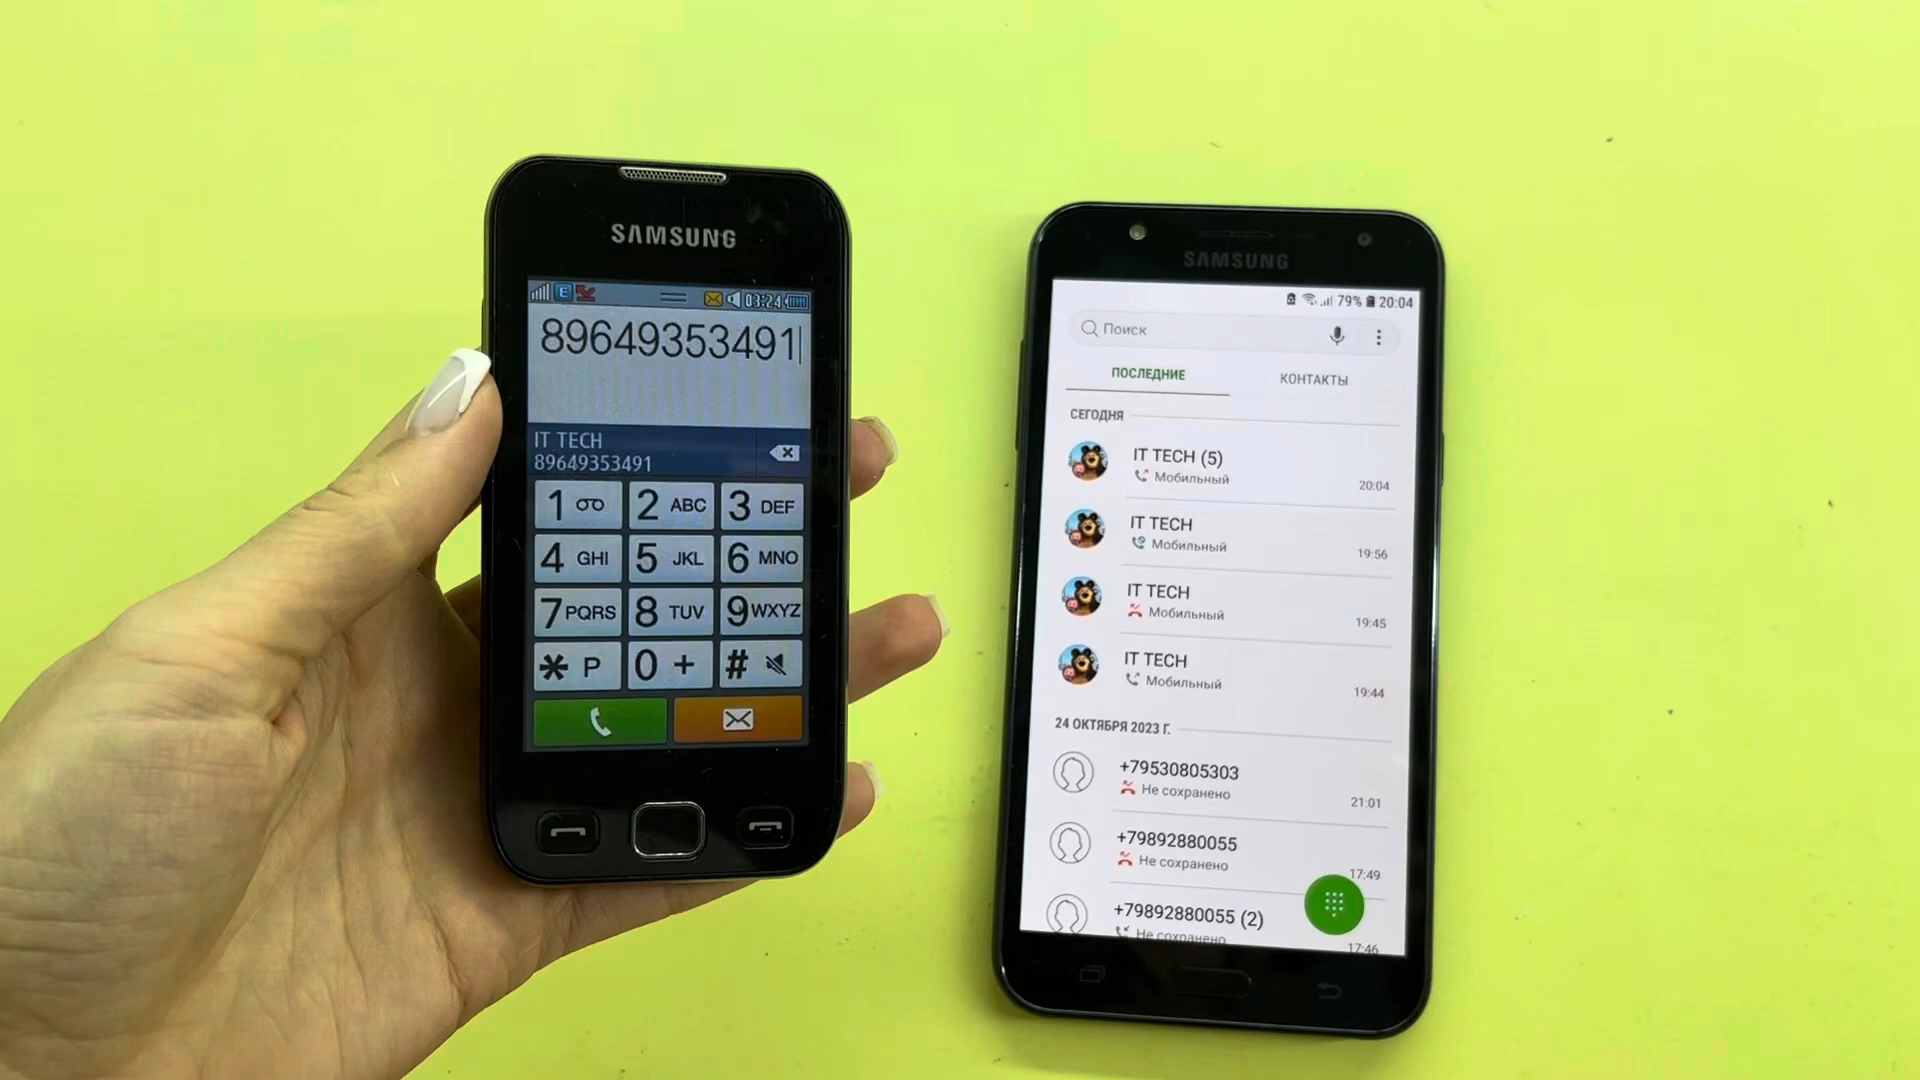 SAMSUNG
E
03:24
89649353491
IT TECH
89649353491
1
2 ABC
3 DEF
4 GHI
5 JKL
6 MNO
7 PQRS
8 TUV
9 WXYZ
* P
0 +
#
SAMSUNG
79% 20:04
Поиск
ПОСЛЕДНИЕ
КОНТАКТЫ
СЕГОДНЯ
IT TECH (5)
Мобильный
20:04
IT TECH
Мобильный
19:56
IT TECH
Мобильный
19:45
IT TECH
Мобильный
19:44
24 ОКТЯБРЯ 2023 Г.
+79530805303
Не сохранено
21:01
+79892880055
Не сохранено
17:49
+79892880055 (2)
Не сохранено
17:46